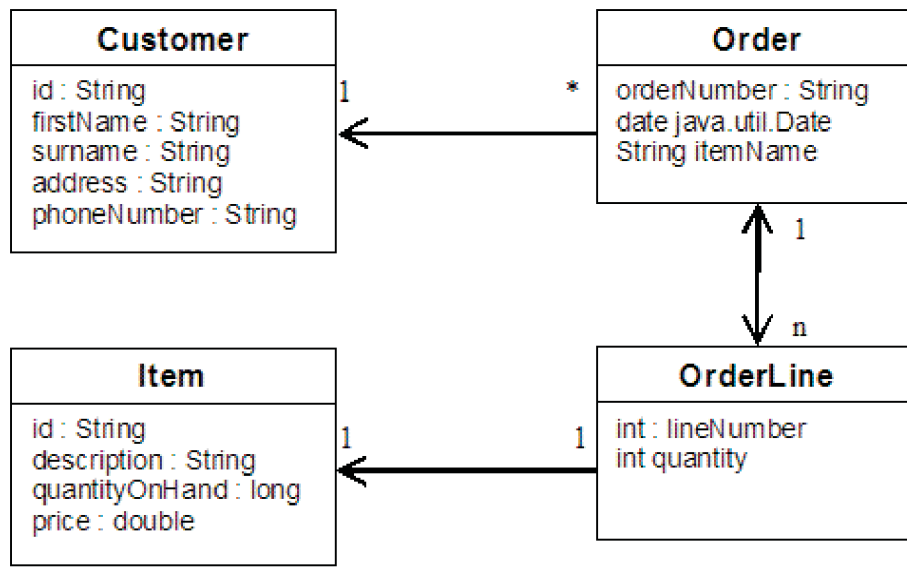 Customer
id : String
firstName : String
surname : String
address : String
phoneNumber : String
1
*
Order
orderNumber : String
date java.util.Date
String itemName
1
n
Item
id : String
description : String
quantityOnHand : long
price : double
1
1
OrderLine
int : lineNumber
int quantity